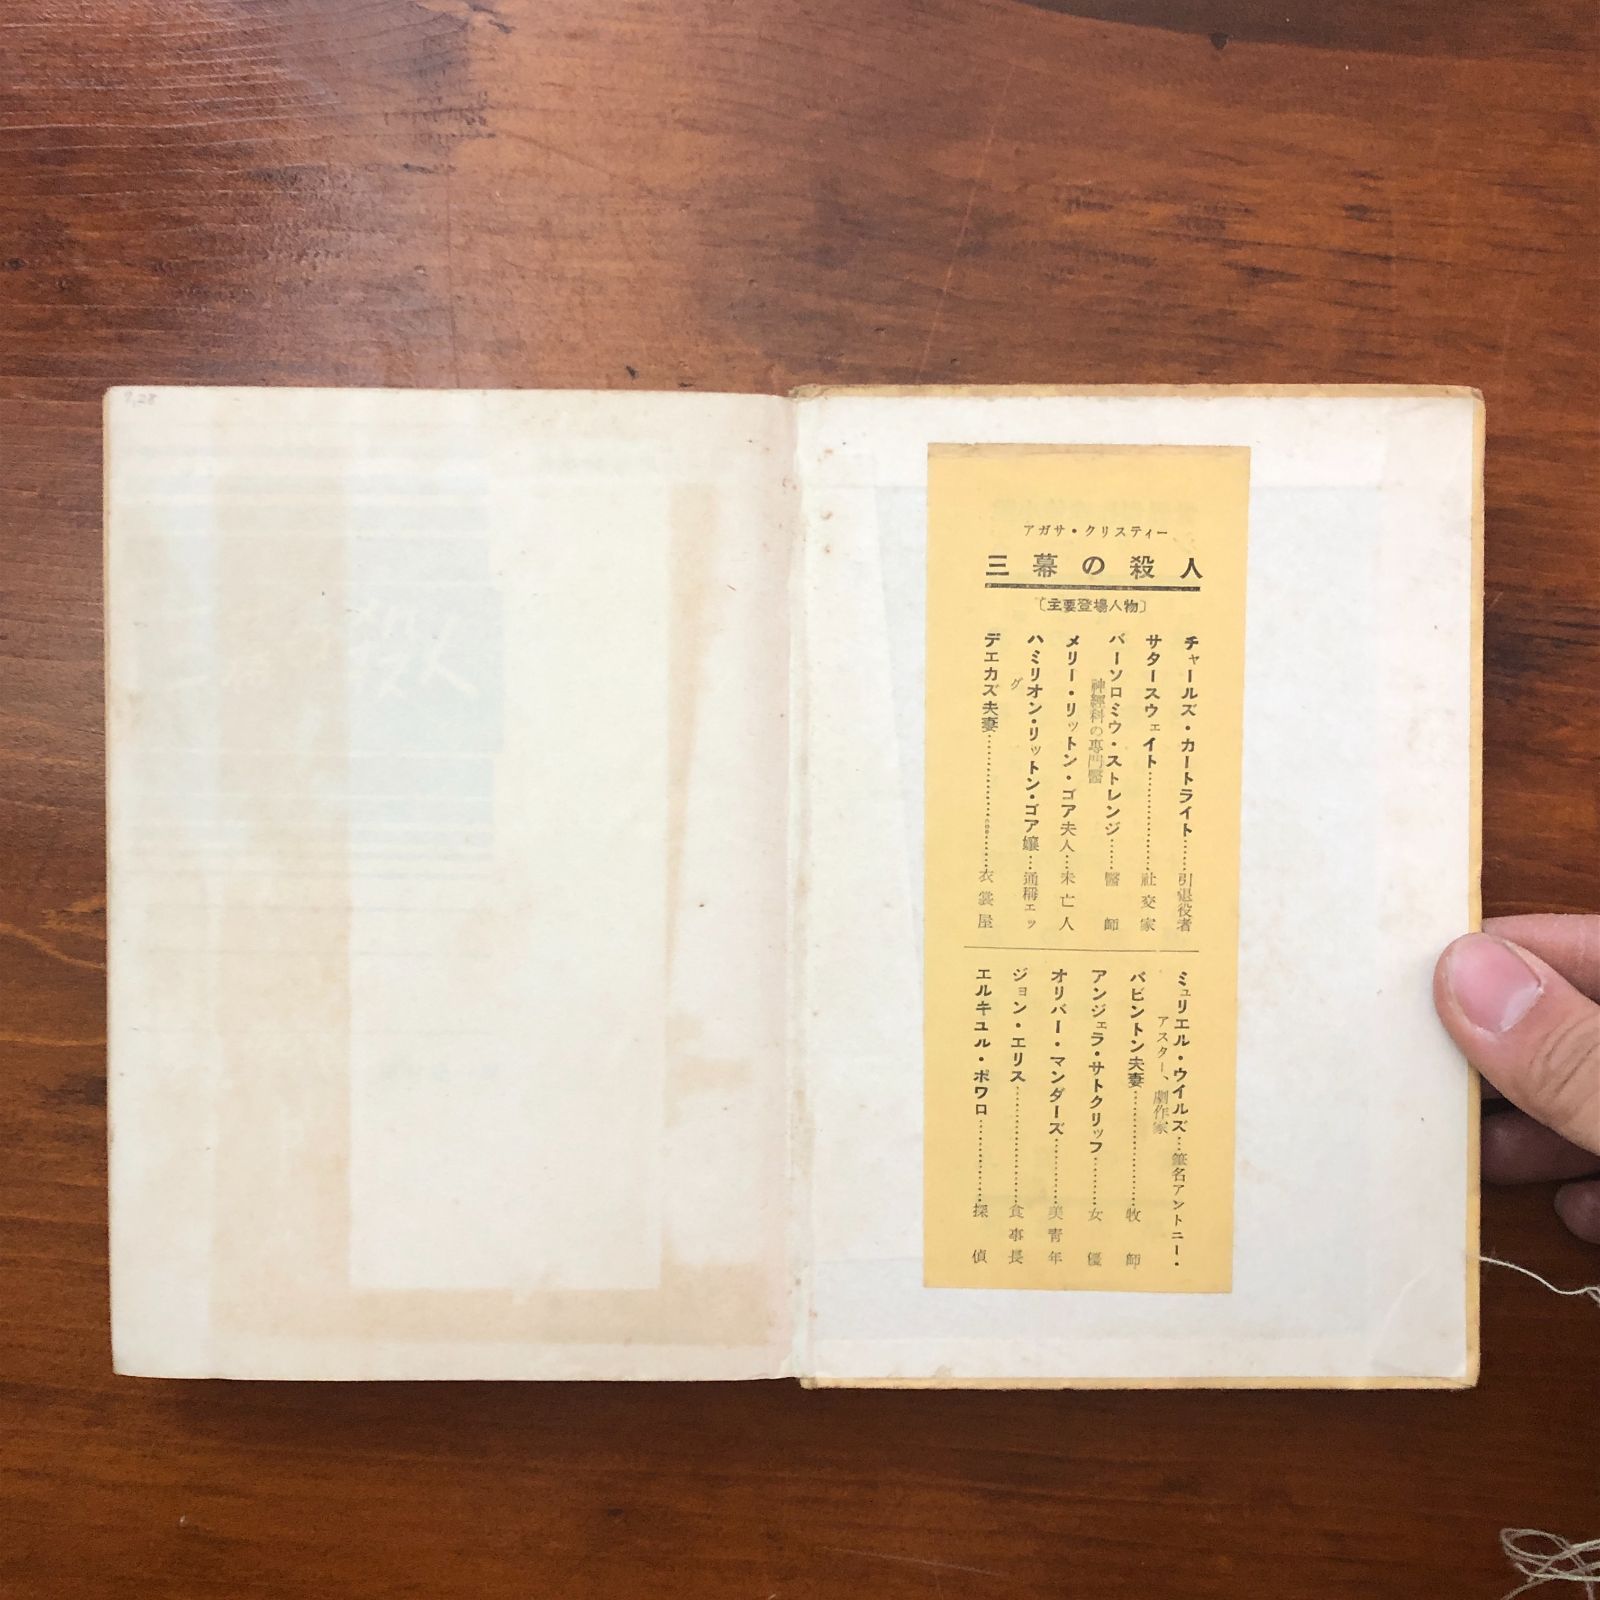 アガサ・クリスティー
三幕の殺人
〔主要登場人物〕
チャールズ・カートライト……引退役者
サタースウェイト……………社交家
バーソロミウ・ストレンジ……醫師
神經科の專門醫
メリー・リットン・ゴア夫人…未亡人
ハミリオン・リットン・ゴア嬢…通稱エッ
グ
デエカズ夫妻…………………衣裳屋
ミュリエル・ウイルズ…筆名アントニー・
アスター、劇作家
バビントン夫妻………………牧師
アンジェラ・サトクリッフ………女優
オリバー・マンダーズ…………美青年
ジョン・エリス…………………食事長
エルキュル・ポワロ……………探偵